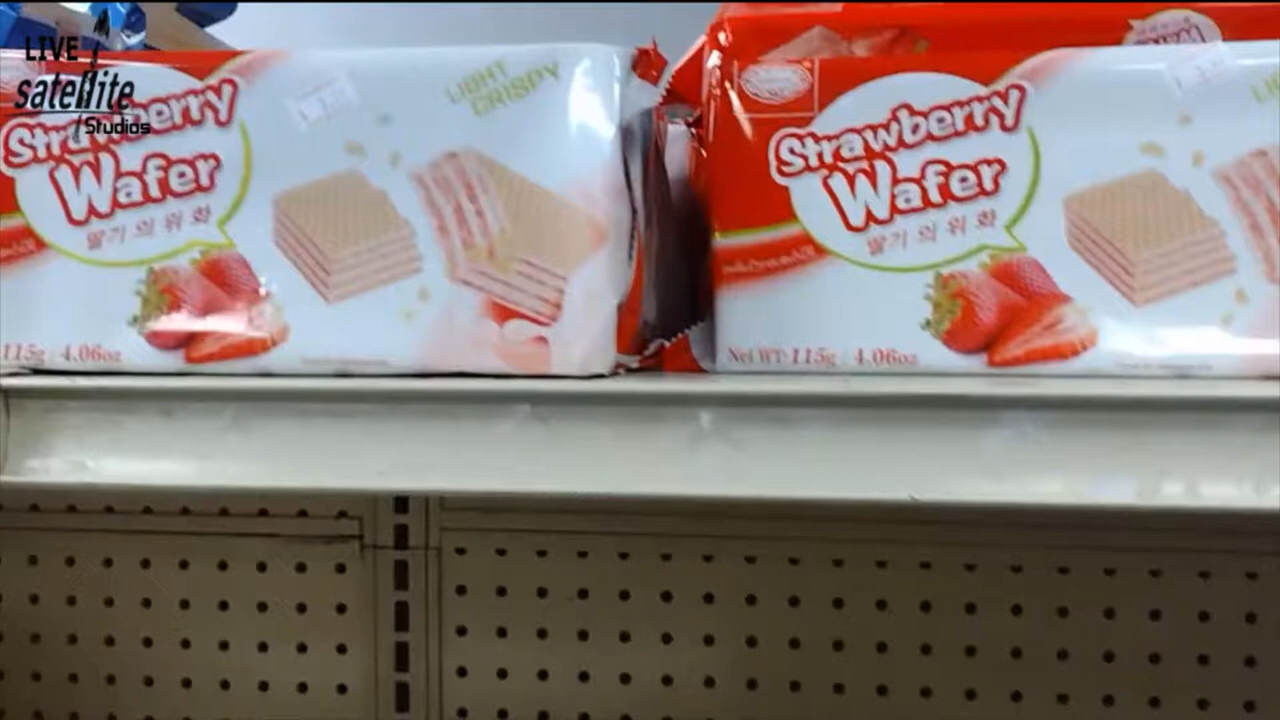 LIVE
satellite
Studios
Strawberry
Wafer
딸기의위화
LIGHT
CRISPY
115g / 4.06oz
Strawberry
Wafer
딸기의위화
Net WT: 115g / 4.06oz